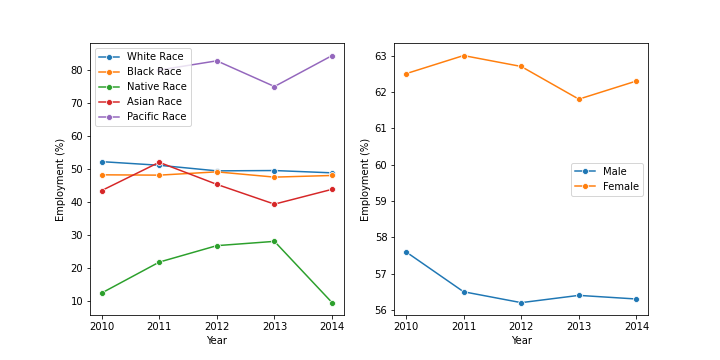 White Race
Black Race
Native Race
Asian Race
Pacific Race
80
70
60
50
40
30
20
10
Employment (%)
2010 2011 2012 2013 2014
Year
63
62
61
60
59
58
57
56
Employment (%)
Male
Female
2010 2011 2012 2013 2014
Year